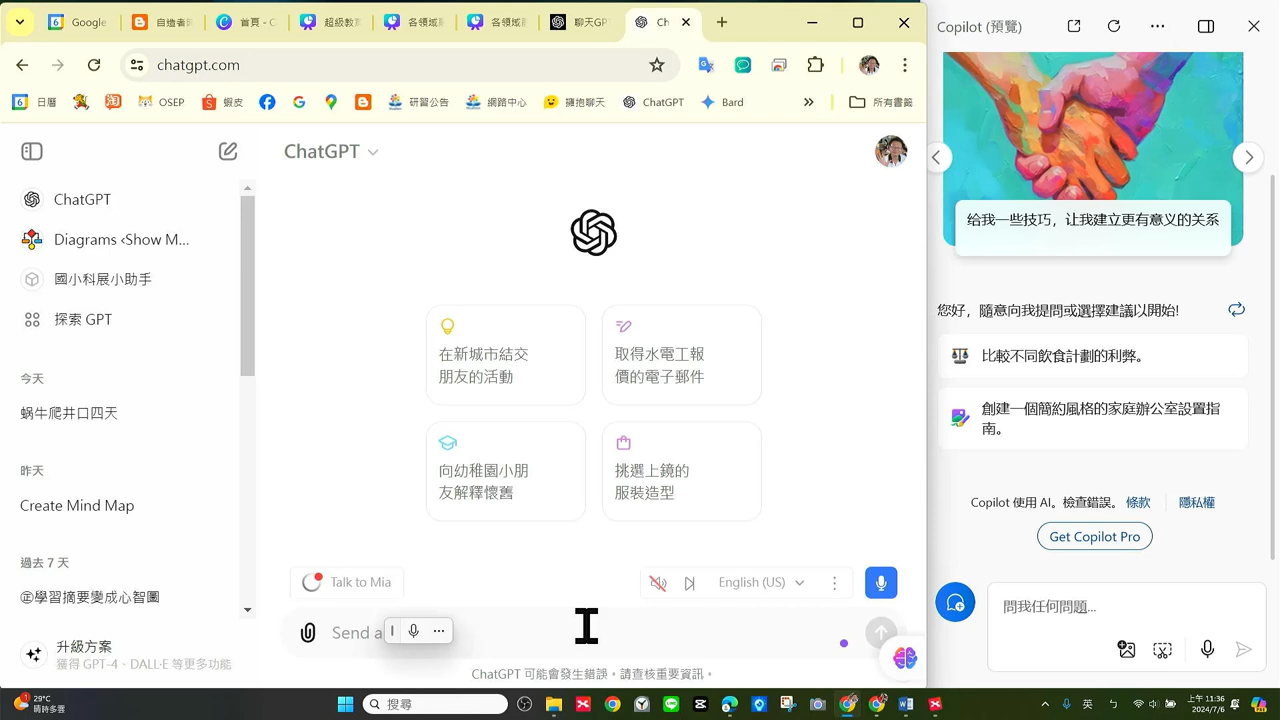 Google
自造者
首頁 - C
超級教
各領域
各領域
聊天GP
Ch
chatgpt.com
日曆
淘
OSEP
蝦皮
研習公告
網路中心
擁抱聊天
ChatGPT
Bard
所有書籤
ChatGPT
Diagrams ‹Show M...
國小科展小助手
探索 GPT
今天
蝸牛爬井口四天
昨天
Create Mind Map
過去 7 天
㊣學習摘要變成心智圖
升級方案
獲得 GPT-4、DALL·E 等更多功能
ChatGPT
在新城市結交
朋友的活動
取得水電工報
價的電子郵件
向幼稚園小朋
友解釋懷舊
挑選上鏡的
服裝造型
Talk to Mia
English (US)
Send a
ChatGPT 可能會發生錯誤。請查核重要資訊。
Copilot (預覽)
给我一些技巧，让我建立更有意义的关系
您好，隨意向我提問或選擇建議以開始!
比較不同飲食計劃的利弊。
創建一個簡約風格的家庭辦公室設置指
南。
Copilot 使用 AI。檢查錯誤。 條款 隱私權
Get Copilot Pro
問我任何問題...
29°C
晴時多雲
搜尋
英
上午 11:36
2024/7/6